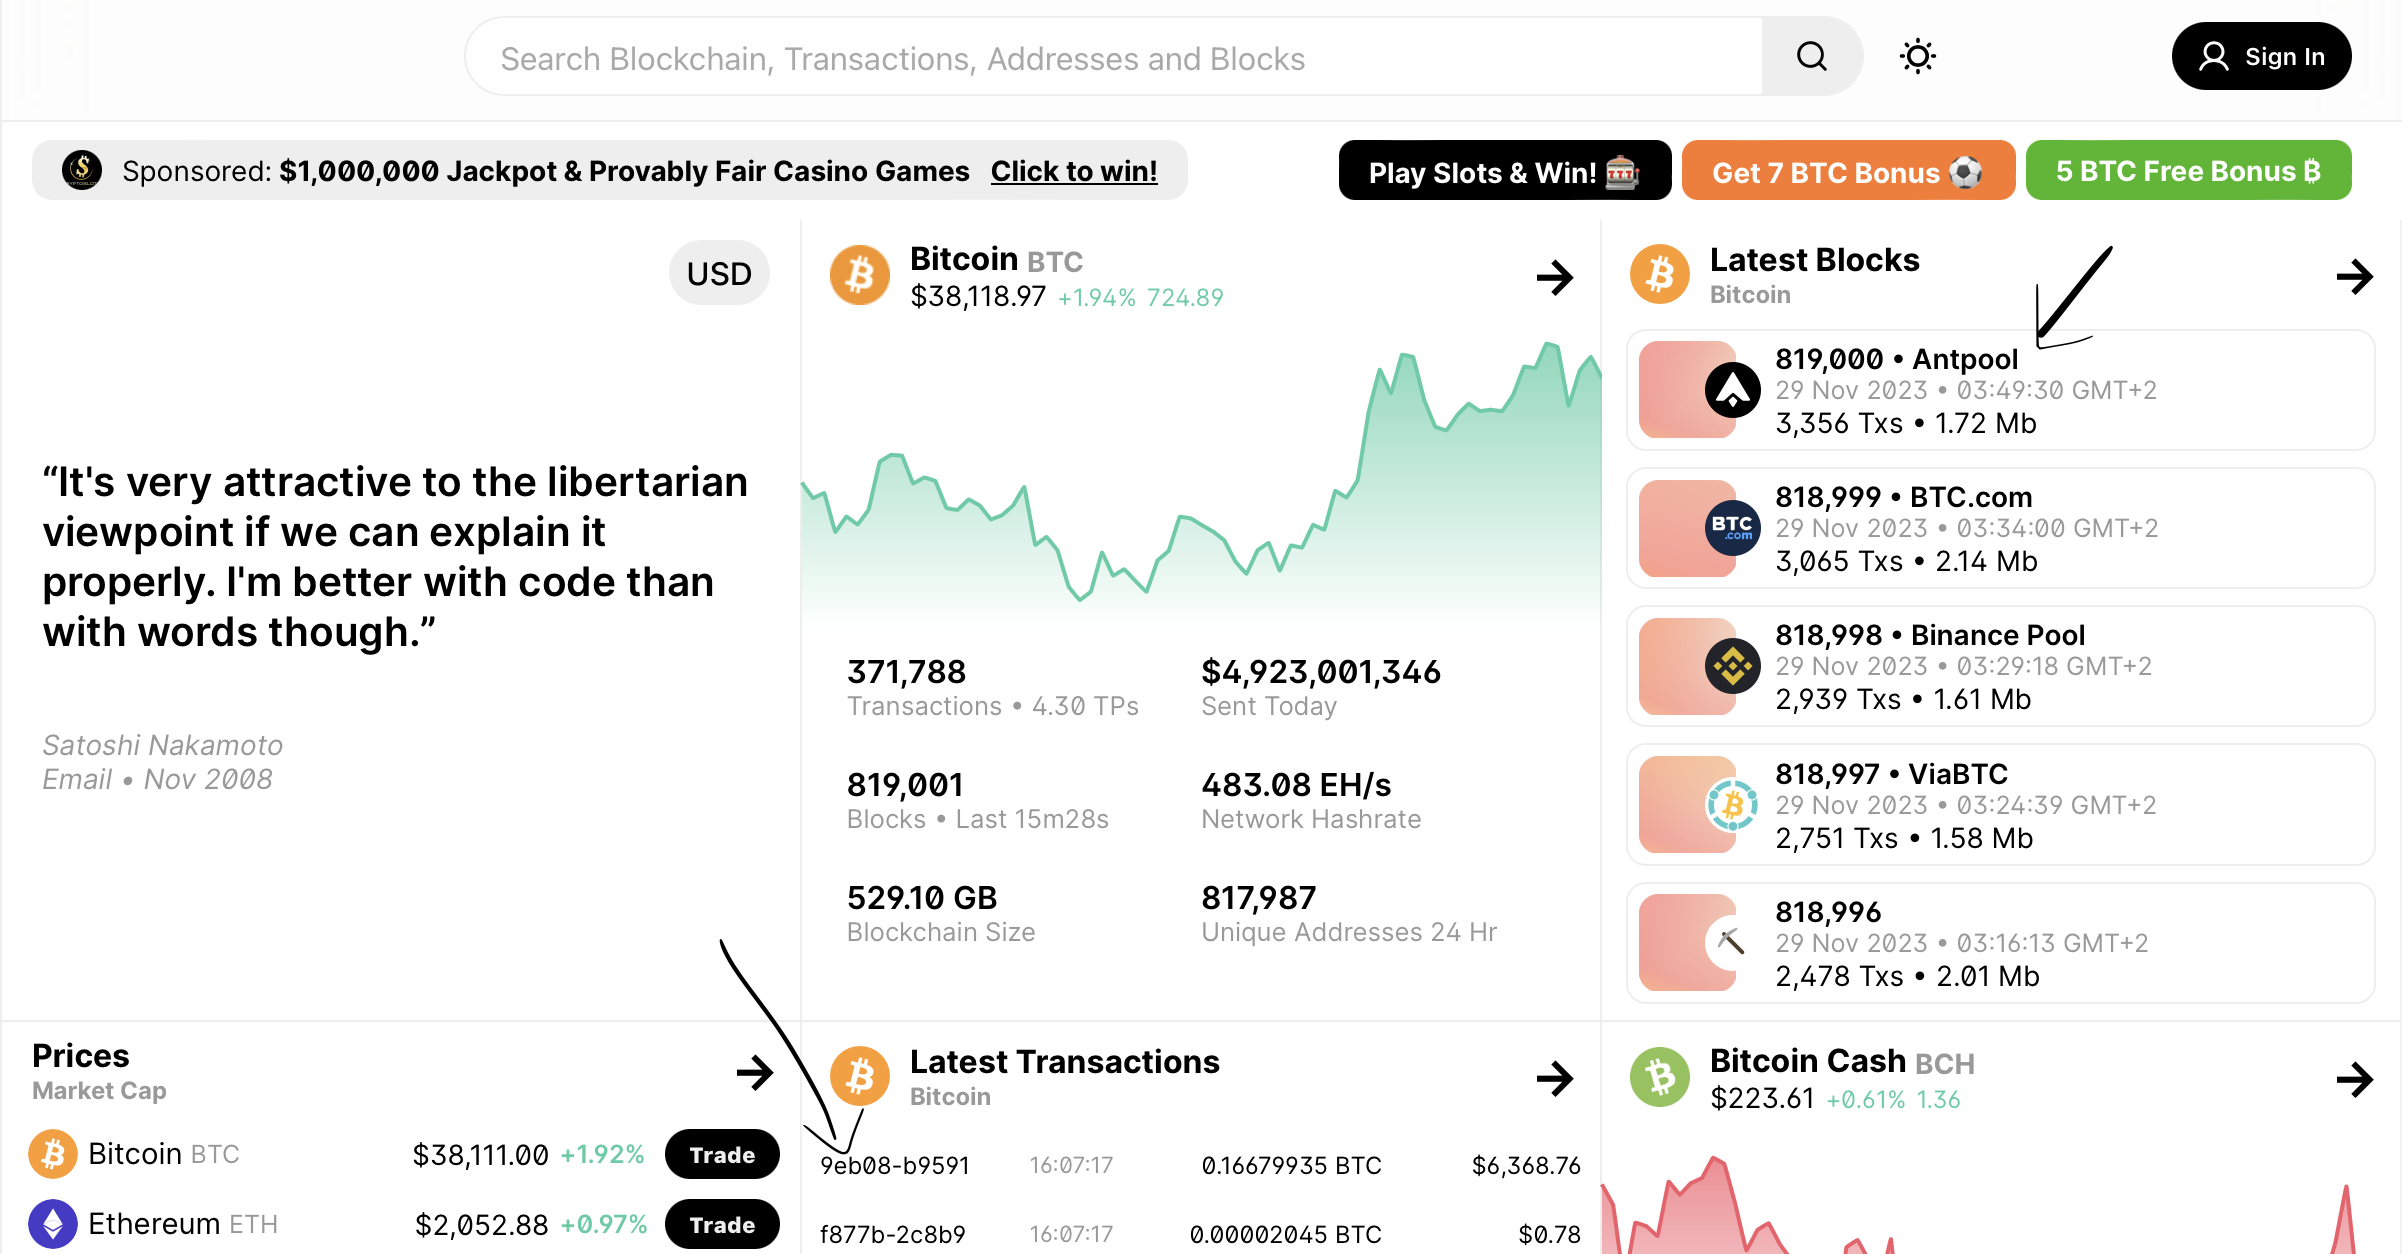 Search Blockchain, Transactions, Addresses and Blocks
Sign In
Sponsored: $1,000,000 Jackpot & Provably Fair Casino Games Click to win!
Play Slots & Win! 🎰
Get 7 BTC Bonus ⚽
5 BTC Free Bonus ₿
USD
“It's very attractive to the libertarian
viewpoint if we can explain it
properly. I'm better with code than
with words though.”
Satoshi Nakamoto
Email • Nov 2008
Bitcoin BTC
$38,118.97 +1.94% 724.89
371,788
Transactions • 4.30 TPs
$4,923,001,346
Sent Today
819,001
Blocks • Last 15m28s
483.08 EH/s
Network Hashrate
529.10 GB
Blockchain Size
817,987
Unique Addresses 24 Hr
Latest Blocks
Bitcoin
819,000 • Antpool
29 Nov 2023 • 03:49:30 GMT+2
3,356 Txs • 1.72 Mb
BTC
.com
818,999 • BTC.com
29 Nov 2023 • 03:34:00 GMT+2
3,065 Txs • 2.14 Mb
818,998 • Binance Pool
29 Nov 2023 • 03:29:18 GMT+2
2,939 Txs • 1.61 Mb
818,997 • ViaBTC
29 Nov 2023 • 03:24:39 GMT+2
2,751 Txs • 1.58 Mb
818,996
29 Nov 2023 • 03:16:13 GMT+2
2,478 Txs • 2.01 Mb
Prices
Market Cap
Bitcoin BTC $38,111.00 +1.92% Trade
Ethereum ETH $2,052.88 +0.97% Trade
Latest Transactions
Bitcoin
9eb08-b9591 16:07:17 0.16679935 BTC $6,368.76
f877b-2c8b9 16:07:17 0.00002045 BTC $0.78
Bitcoin Cash BCH
$223.61 +0.61% 1.36